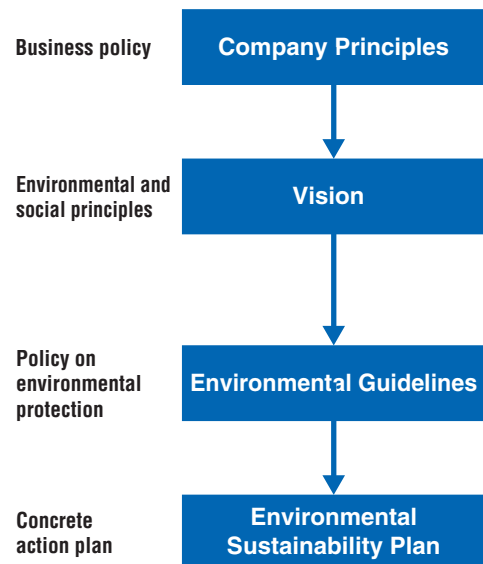 Business policy
Company Principles
Environmental and
social principles
Vision
Policy on
environmental
protection
Environmental Guidelines
Concrete
action plan
Environmental
Sustainability Plan